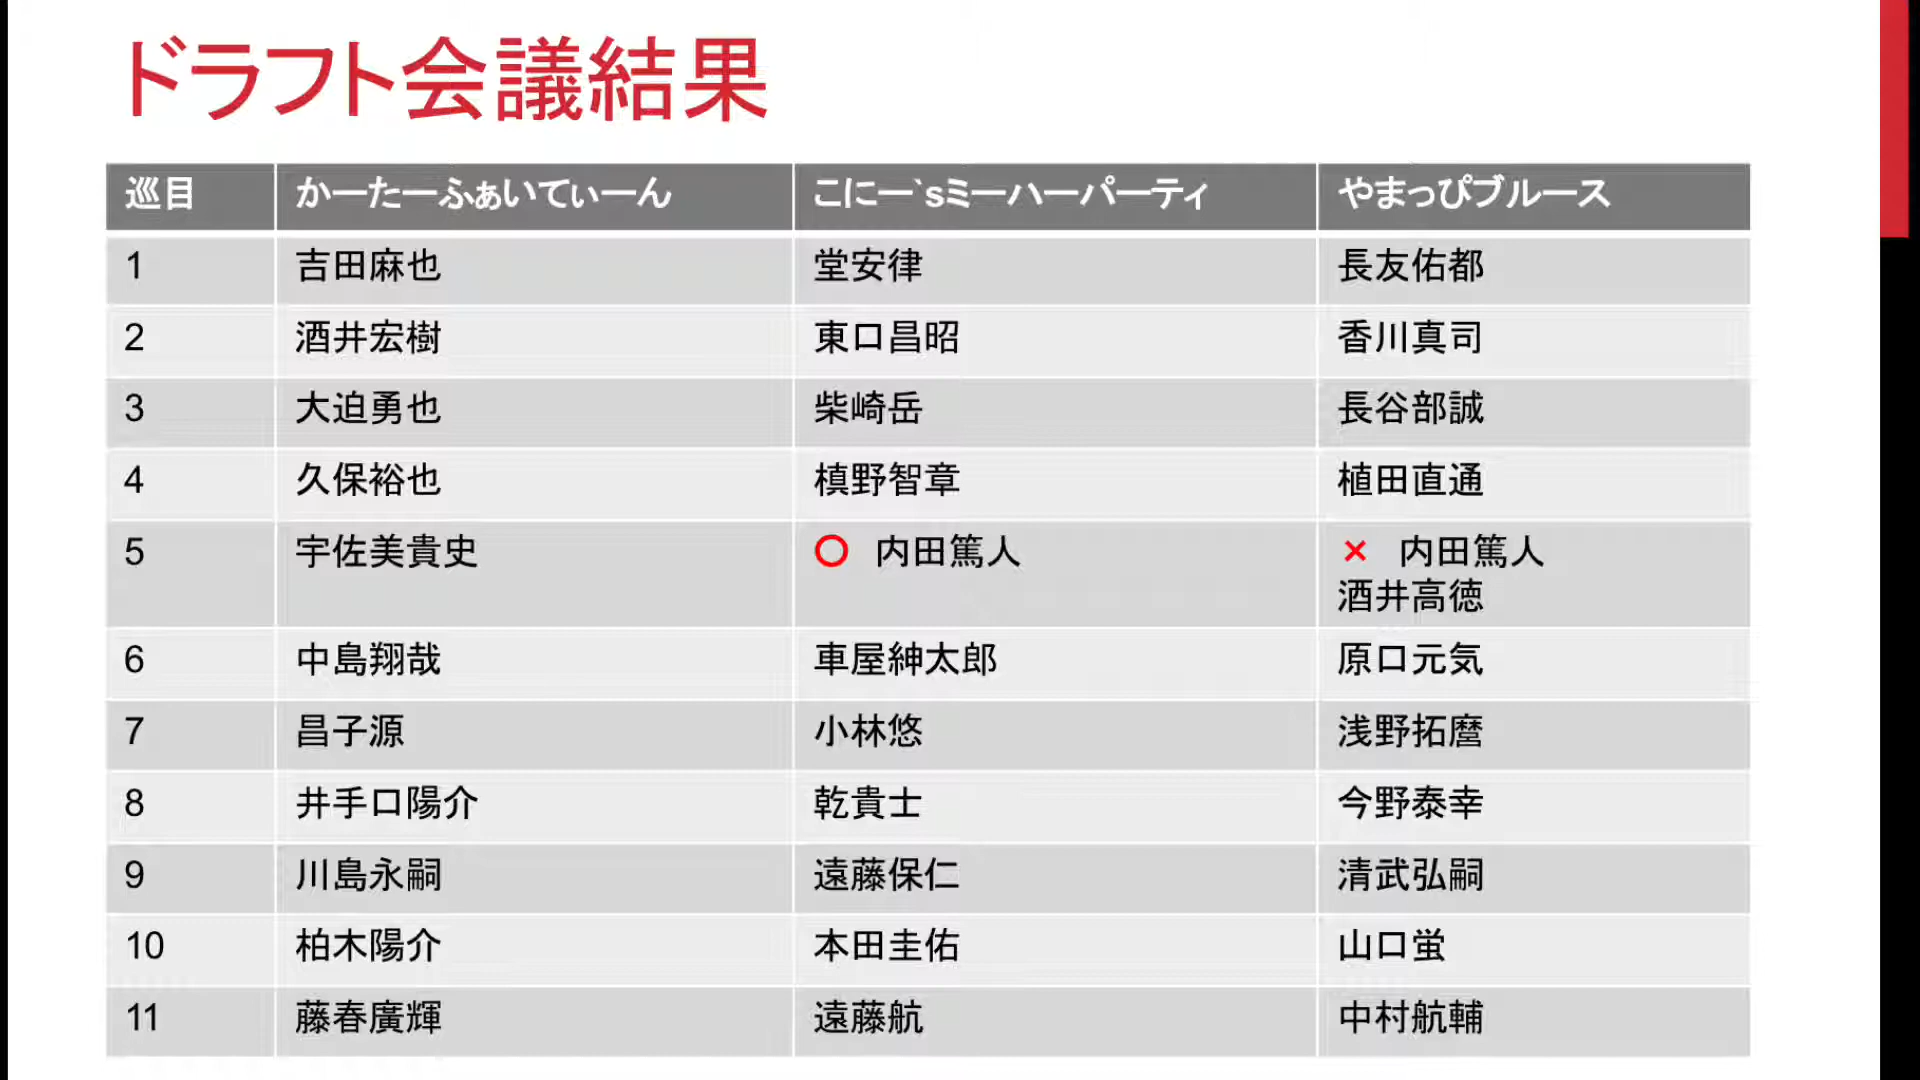 ドラフト会議結果
巡目 かーたーふぁいてぃーん こにー`sミーハーパーティ やまっぴブルース
1 吉田麻也 堂安律 長友佑都
2 酒井宏樹 東口昌昭 香川真司
3 大迫勇也 柴崎岳 長谷部誠
4 久保裕也 槙野智章 植田直通
5 宇佐美貴史 ○ 内田篤人 × 内田篤人
酒井高徳
6 中島翔哉 車屋紳太郎 原口元気
7 昌子源 小林悠 浅野拓磨
8 井手口陽介 乾貴士 今野泰幸
9 川島永嗣 遠藤保仁 清武弘嗣
10 柏木陽介 本田圭佑 山口蛍
11 藤春廣輝 遠藤航 中村航輔